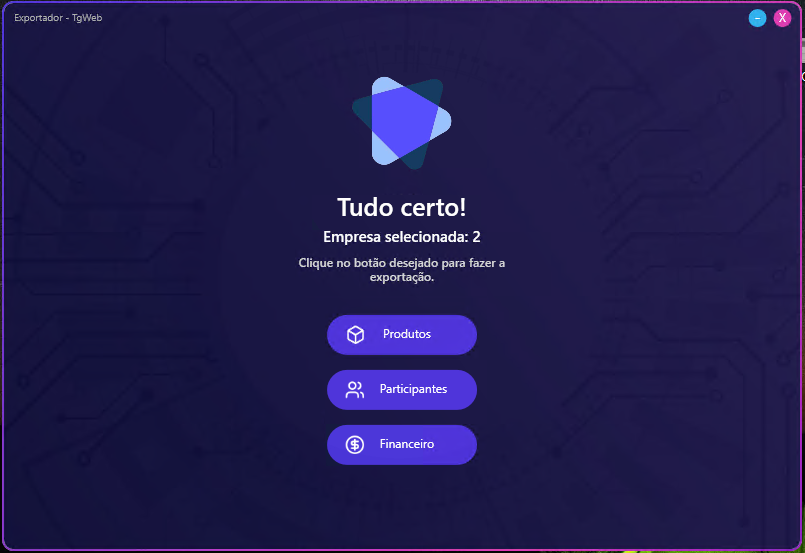 Exportador - TgWeb
– X
Tudo certo!
Empresa selecionada: 2
Clique no botão desejado para fazer a
exportação.
Produtos
Participantes
Financeiro